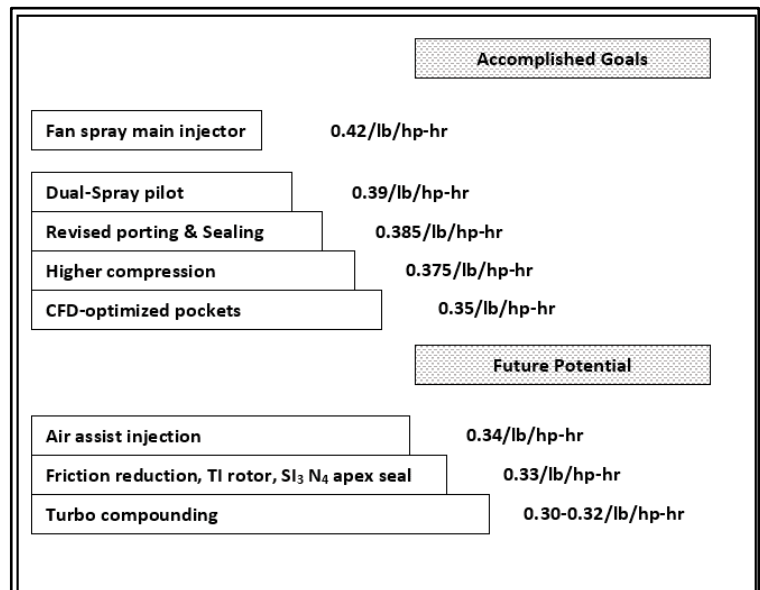 Accomplished Goals
Fan spray main injector 0.42/lb/hp-hr
Dual-Spray pilot 0.39/lb/hp-hr
Revised porting & Sealing 0.385/lb/hp-hr
Higher compression 0.375/lb/hp-hr
CFD-optimized pockets 0.35/lb/hp-hr
Future Potential
Air assist injection 0.34/lb/hp-hr
Friction reduction, TI rotor, SI₃ N₄ apex seal 0.33/lb/hp-hr
Turbo compounding 0.30-0.32/lb/hp-hr